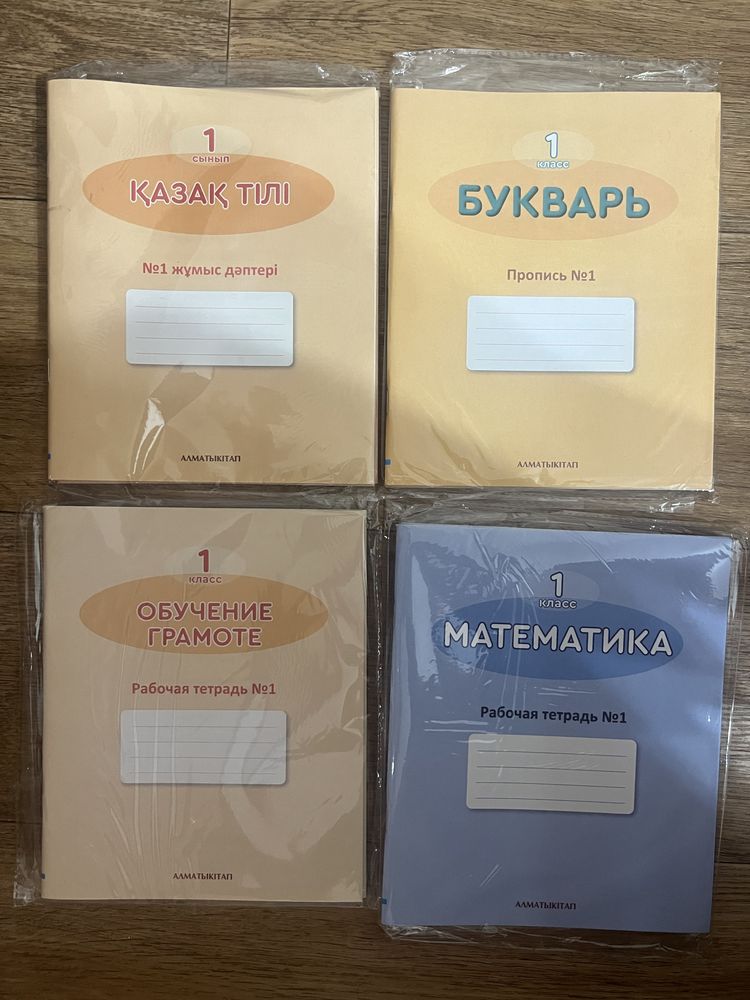 1
сынып
ҚАЗАҚ ТІЛІ
№1 жұмыс дәптері
АЛМАТЫКІТАП
1
класс
БУКВАРЬ
Пропись №1
АЛМАТЫКІТАП
1
класс
ОБУЧЕНИЕ
ГРАМОТЕ
Рабочая тетрадь №1
АЛМАТЫКІТАП
1
класс
МАТЕМАТИКА
Рабочая тетрадь №1
АЛМАТЫКІТАП